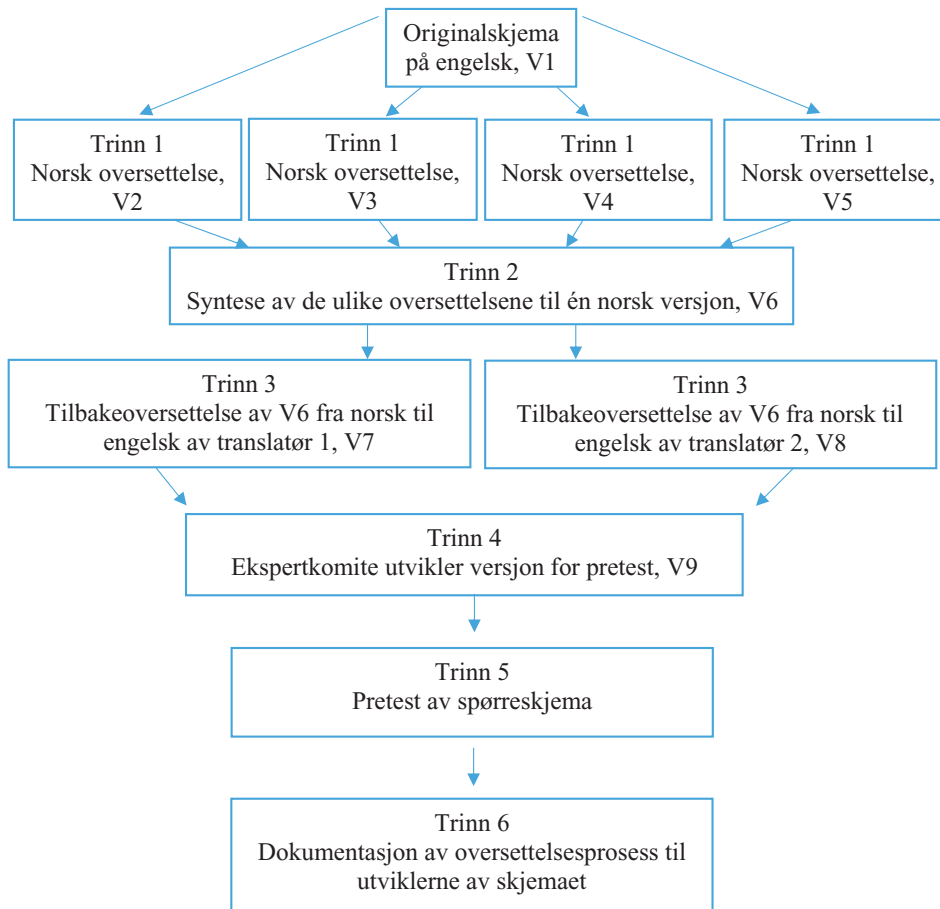 Originalskjema
på engelsk, V1
Trinn 1
Norsk oversettelse,
V2
Trinn 1
Norsk oversettelse,
V3
Trinn 1
Norsk oversettelse,
V4
Trinn 1
Norsk oversettelse,
V5
Trinn 2
Syntese av de ulike oversettelsene til én norsk versjon, V6
Trinn 3
Tilbakeoversettelse av V6 fra norsk til
engelsk av translatør 1, V7
Trinn 3
Tilbakeoversettelse av V6 fra norsk til
engelsk av translatør 2, V8
Trinn 4
Ekspertkomite utvikler versjon for pretest, V9
Trinn 5
Pretest av spørreskjema
Trinn 6
Dokumentasjon av oversettelsesprosess til
utviklerne av skjemaet